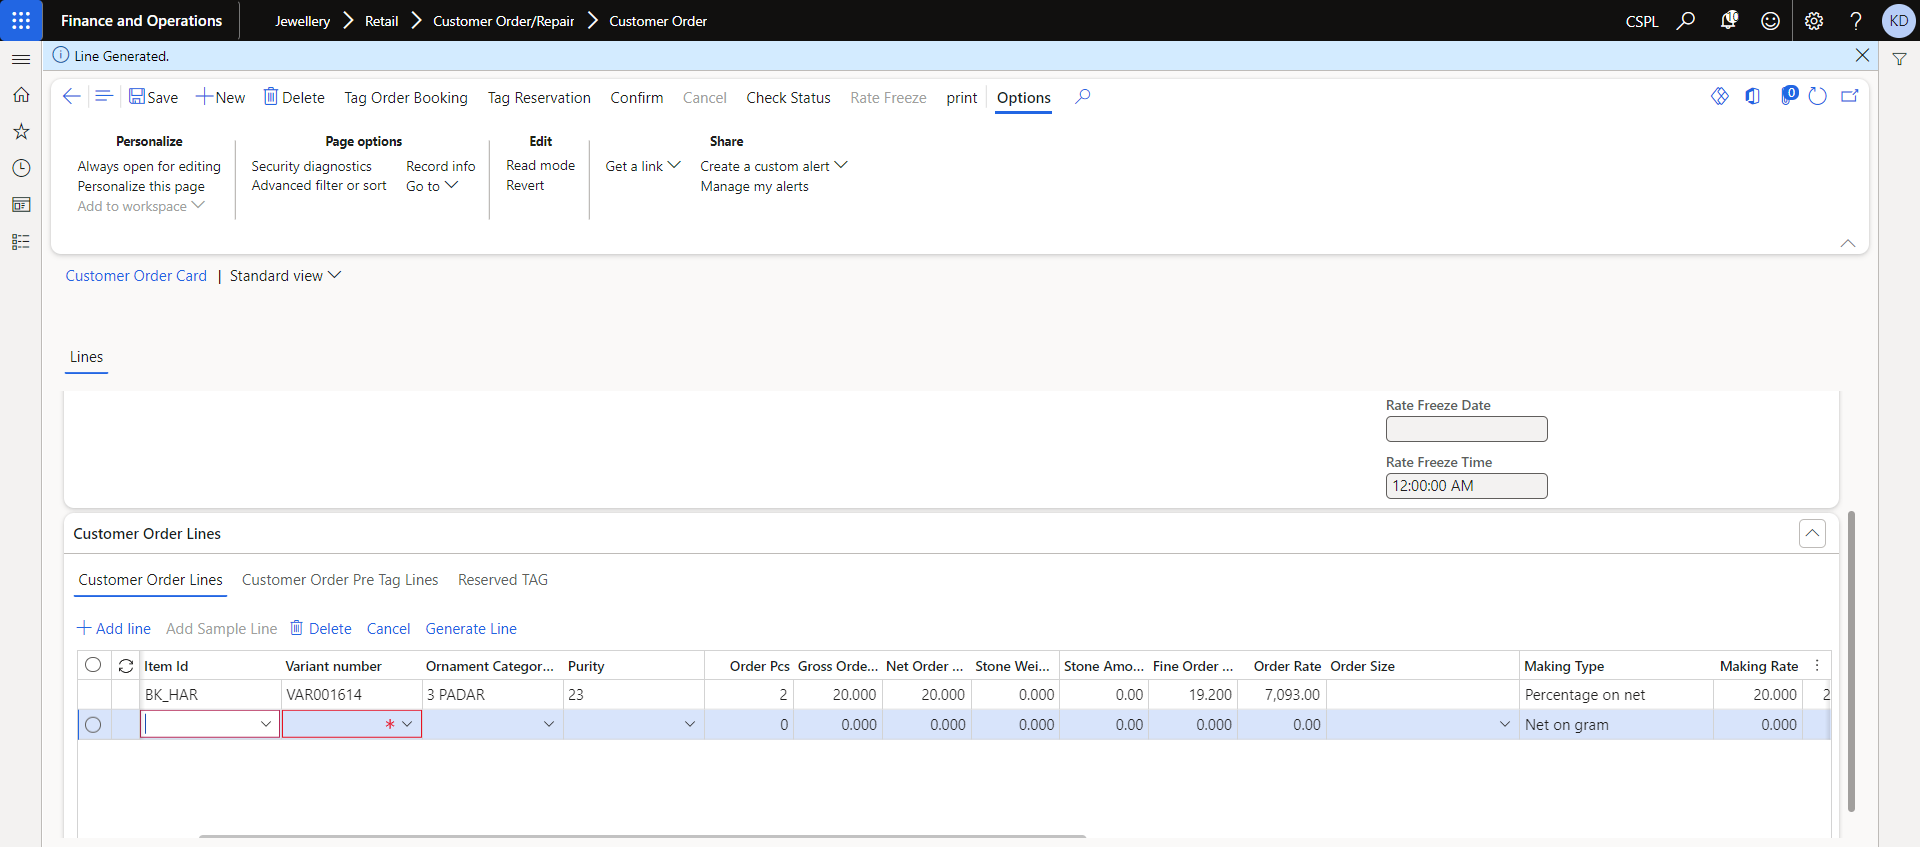 Finance and Operations
Jewellery > Retail > Customer Order/Repair > Customer Order
CSPL
KD
Line Generated.
Save
New
Delete
Tag Order Booking
Tag Reservation
Confirm
Cancel
Check Status
Rate Freeze
print
Options
0
Personalize
Always open for editing
Personalize this page
Add to workspace
Page options
Security diagnostics
Advanced filter or sort
Record info
Go to
Edit
Read mode
Revert
Share
Get a link
Create a custom alert
Manage my alerts
Customer Order Card | Standard view
Lines
Rate Freeze Date
Rate Freeze Time
12:00:00 AM
Customer Order Lines
Customer Order Lines Customer Order Pre Tag Lines Reserved TAG
Add line Add Sample Line Delete Cancel Generate Line
Item Id Variant number Ornament Categor... Purity Order Pcs Gross Orde... Net Order ... Stone Wei... Stone Amo... Fine Order ... Order Rate Order Size Making Type Making Rate
BK_HAR VAR001614 3 PADAR 23 2 20.000 20.000 0.000 0.00 19.200 7,093.00 Percentage on net 20.000 2
* 0 0.000 0.000 0.000 0.00 0.000 0.00 Net on gram 0.000